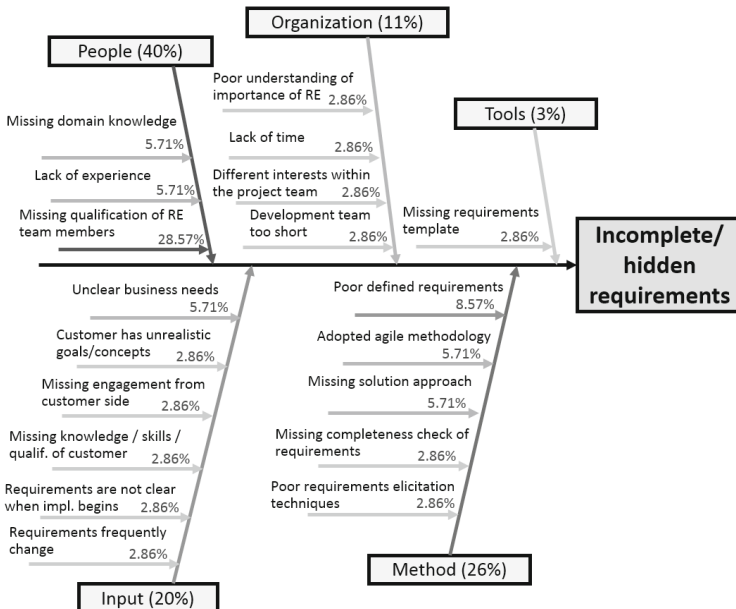 Organization (11%)
People (40%)
Poor understanding of
importance of RE
2.86%
Tools (3%)
Missing domain knowledge
5.71%
Lack of time
2.86%
Lack of experience
5.71%
Different interests within
the project team
2.86%
Missing qualification of RE
team members
28.57%
Development team
too short
2.86%
Missing requirements
template
2.86%
Incomplete/
hidden
requirements
Unclear business needs
5.71%
Poor defined requirements
8.57%
Customer has unrealistic
goals/concepts
2.86%
Adopted agile methodology
5.71%
Missing engagement from
customer side
2.86%
Missing solution approach
5.71%
Missing knowledge / skills /
qualif. of customer
2.86%
Missing completeness check of
requirements
2.86%
Requirements are not clear
when impl. begins
2.86%
Poor requirements elicitation
techniques
2.86%
Requirements frequently
change
2.86%
Method (26%)
Input (20%)